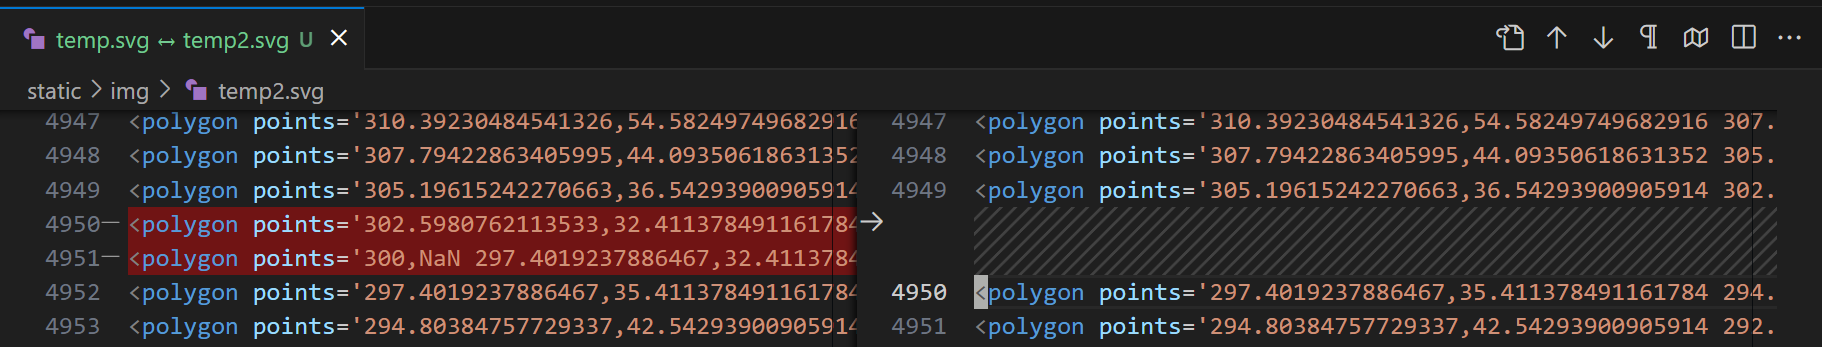 temp.svg ↔ temp2.svg U
static > img > temp2.svg
4947 <polygon points='310.39230484541326,54.58249749682916
4948 <polygon points='307.79422863405995,44.09350618631352
4949 <polygon points='305.19615242270663,36.54293900905914
4950— <polygon points='302.5980762113533,32.411378491161784
4951— <polygon points='300,NaN 297.4019237886467,32.4113784
4952 <polygon points='297.4019237886467,35.411378491161784
4953 <polygon points='294.80384757729337,42.54293900905914
4947 <polygon points='310.39230484541326,54.58249749682916 307.
4948 <polygon points='307.79422863405995,44.09350618631352 305.
4949 <polygon points='305.19615242270663,36.54293900905914 302.
4950 <polygon points='297.4019237886467,35.411378491161784 294.
4951 <polygon points='294.80384757729337,42.54293900905914 292.